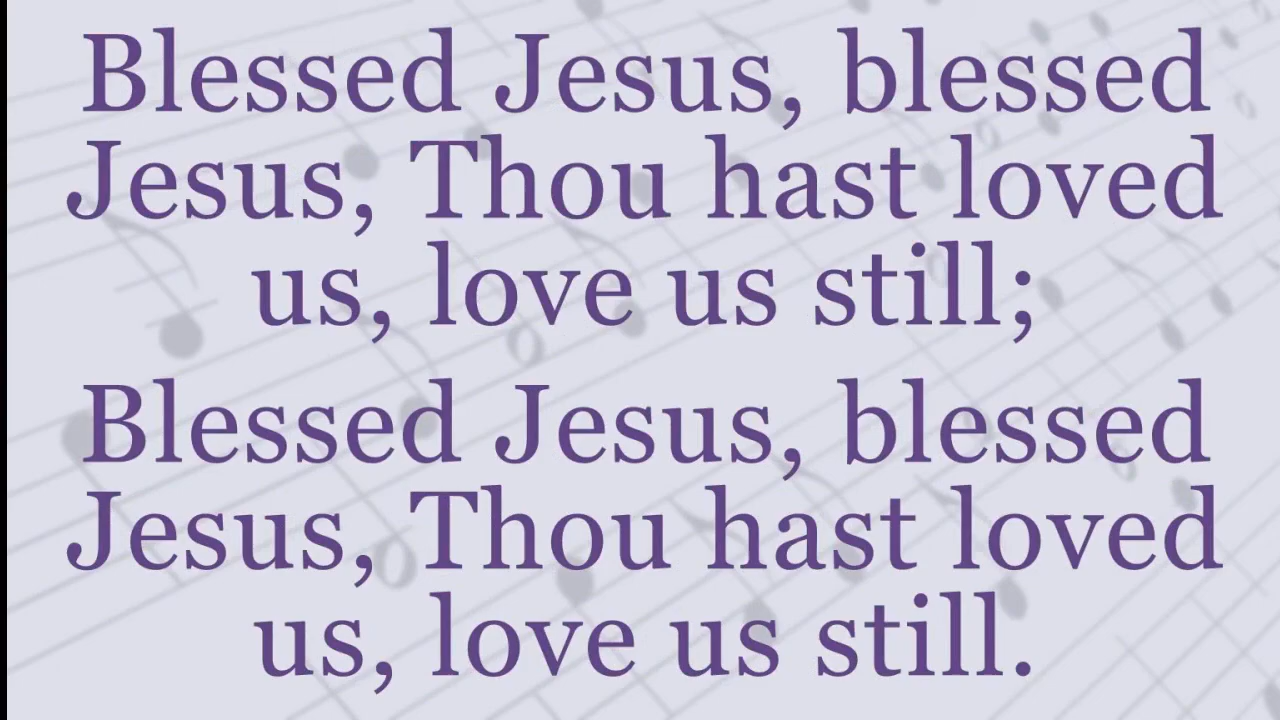 Blessed Jesus, blessed
Jesus, Thou hast loved
us, love us still;
Blessed Jesus, blessed
Jesus, Thou hast loved
us, love us still.